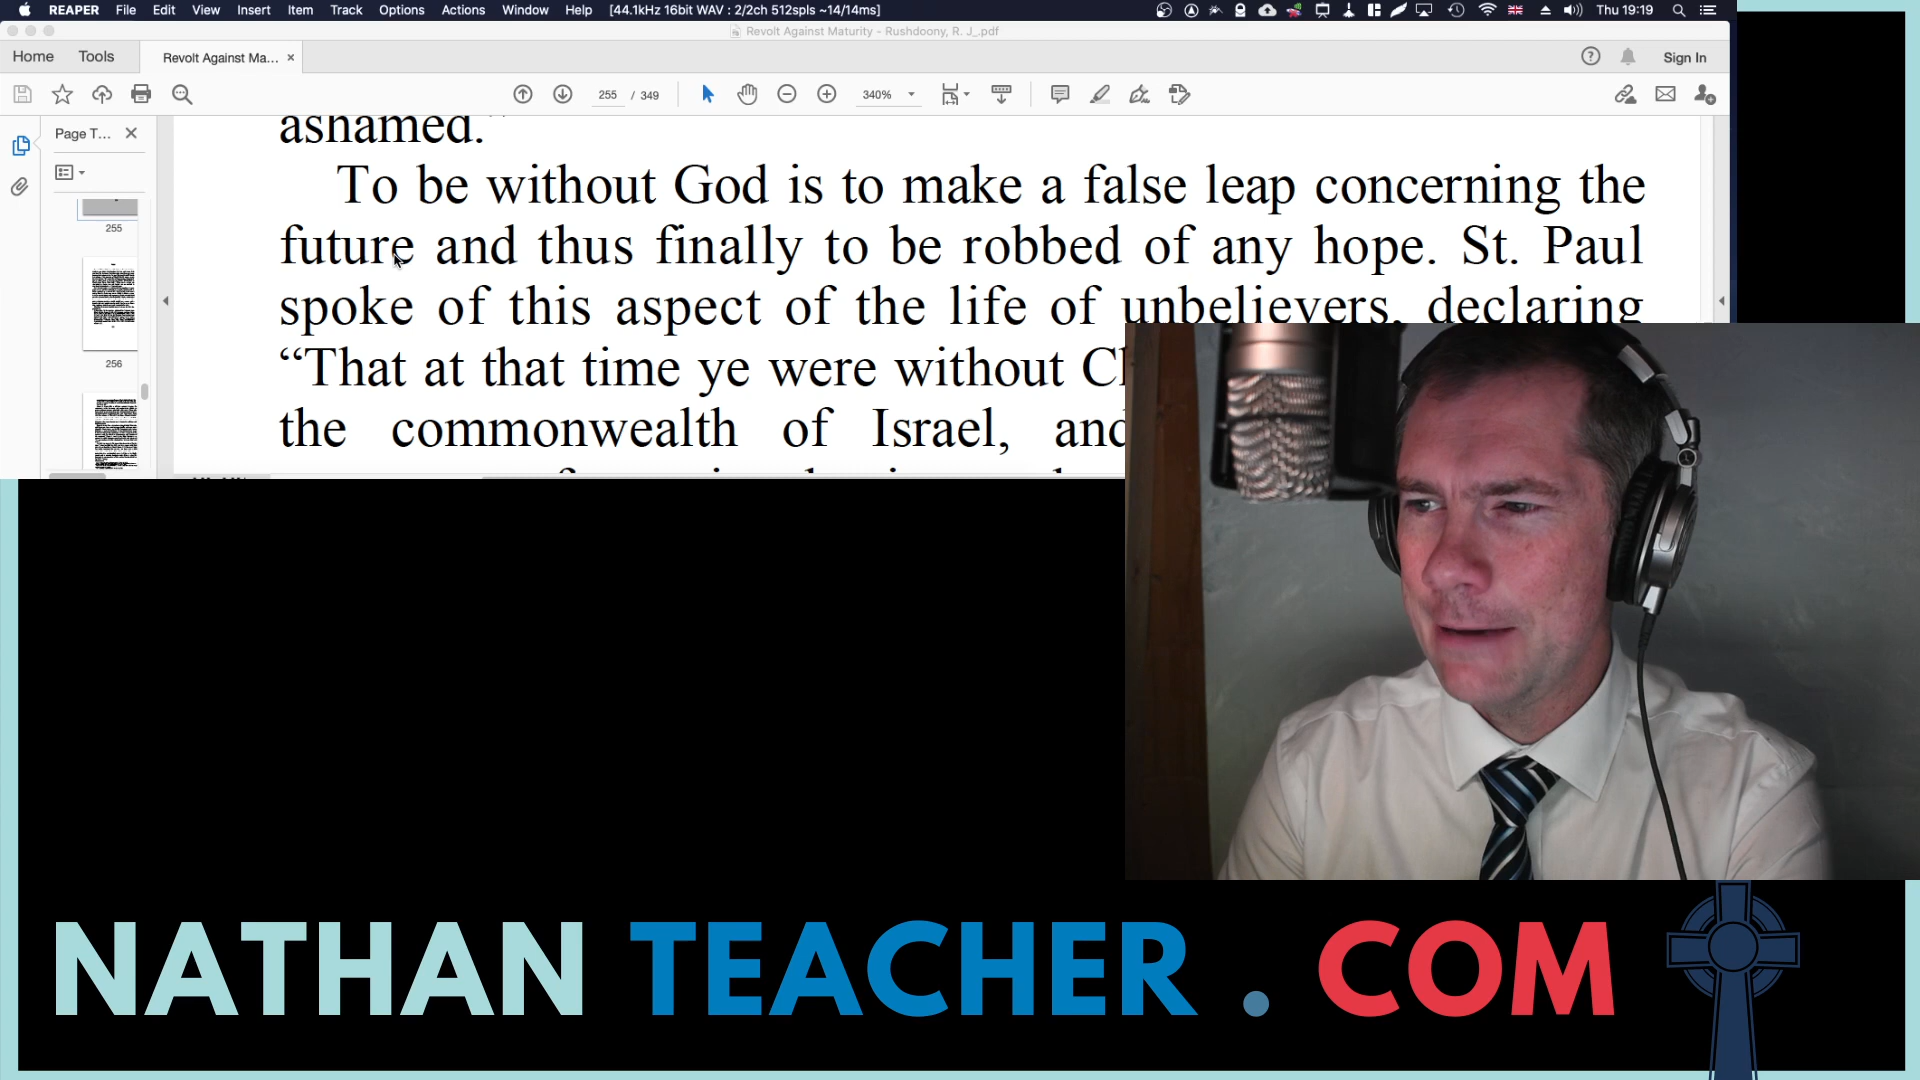 REAPER File Edit View Insert Item Track Options Actions Window Help [44.1kHz 16bit WAV : 2/2ch 512spls ~14/14ms] Thu 19:19
Revolt Against Maturity - Rushdoony, R. J_.pdf
Home Tools Revolt Against Ma... × Sign In
255 / 349 340%
Page T...
255
256
ashamed.”
To be without God is to make a false leap concerning the
future and thus finally to be robbed of any hope. St. Paul
spoke of this aspect of the life of unbelievers, declaring
“That at that time ye were without
the commonwealth of Israel, and
NATHAN TEACHER . COM